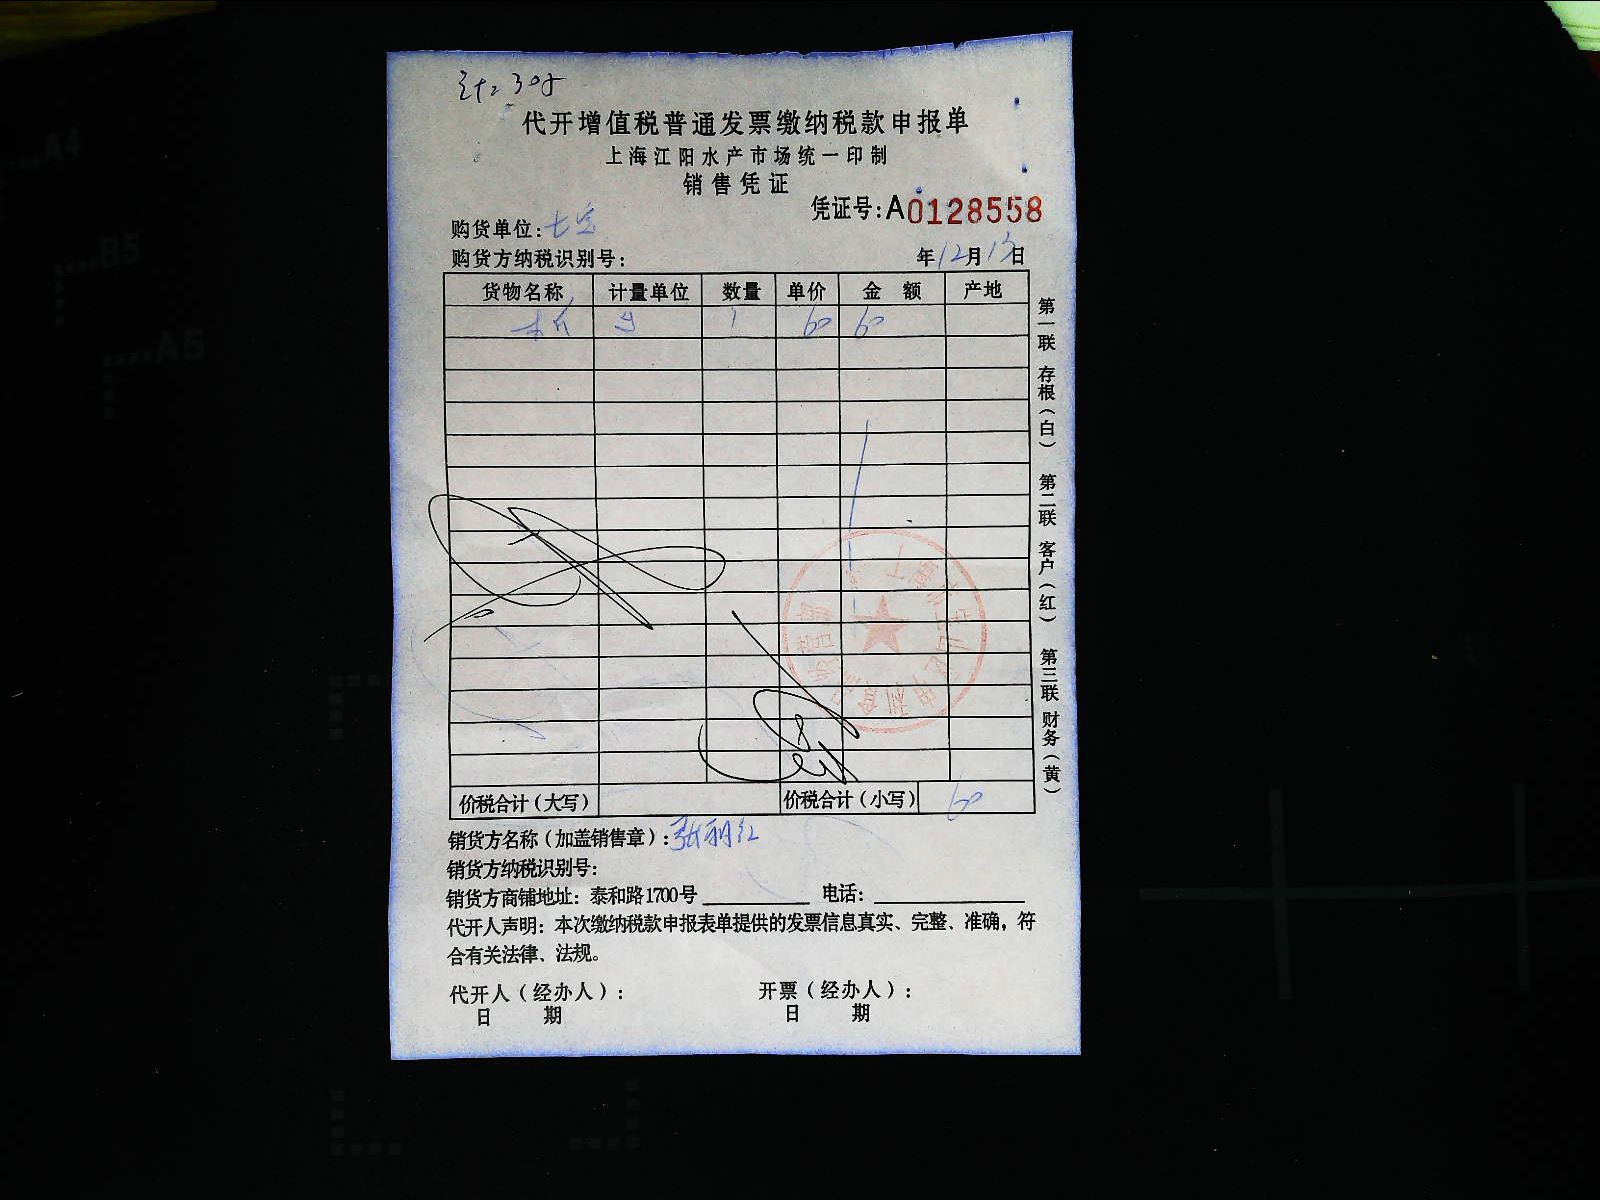 代开增值税普通发票缴纳税款申报单
上海江阳水产市场统一印制
销售凭证
凭证号:A0128558
购货单位:七宝
购货方纳税识别号: 年12月13日
货物名称 计量单位 数量 单价 金 额 产地
1 60 60
价税合计(大写) 价税合计(小写) 60
销货方名称(加盖销售章):张利红
销货方纳税识别号:
销货方商铺地址: 泰和路1700号 电话:
代开人声明: 本次缴纳税款申报表单提供的发票信息真实、完整、准确, 符
合有关法律、法规。
代开人(经办人): 开票(经办人):
日 期 日 期
第一联 存根(白) 第二联 客户(红) 第三联 财务(黄)
A4
B5
A5